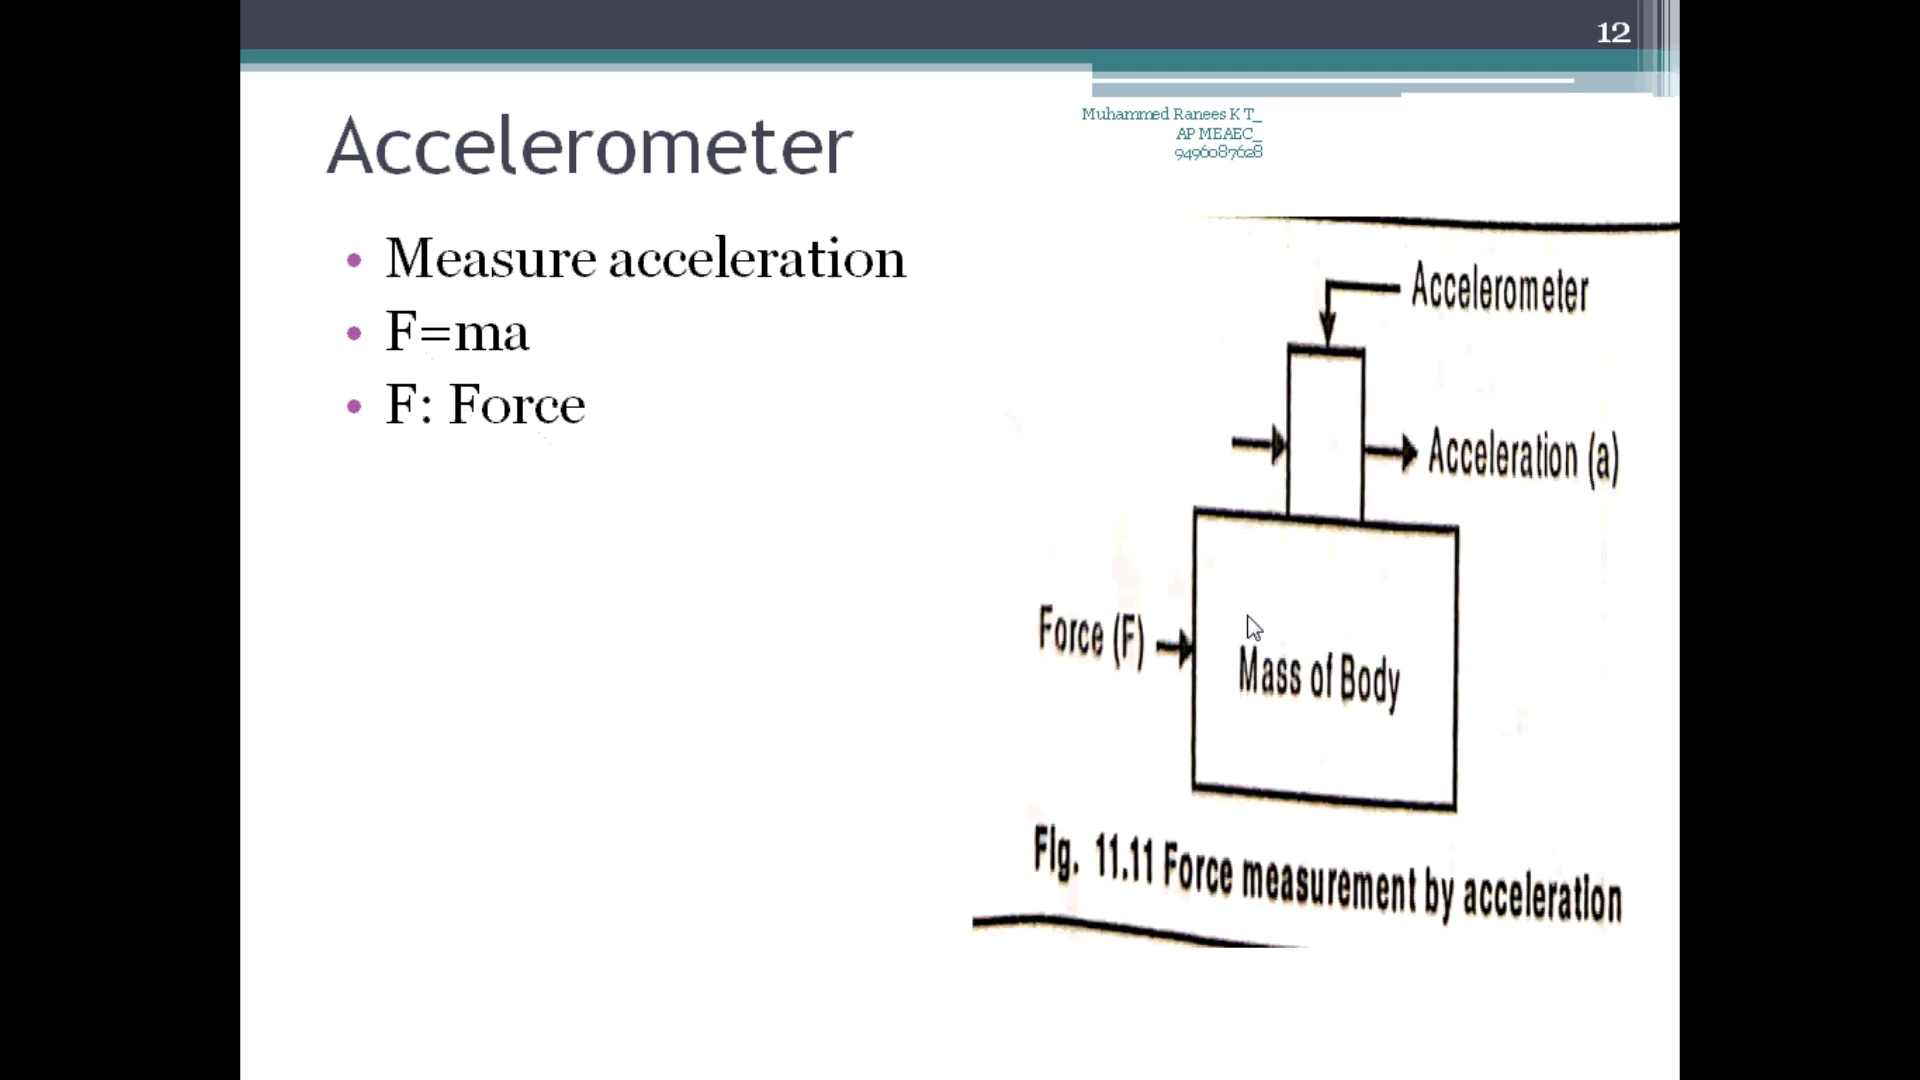 12
Muhammed Ranees K T_
AP MEAEC_
9496087628
Accelerometer
• Measure acceleration
• F=ma
• F: Force
Accelerometer
Acceleration (a)
Force (F)
Mass of Body
Fig. 11.11 Force measurement by acceleration